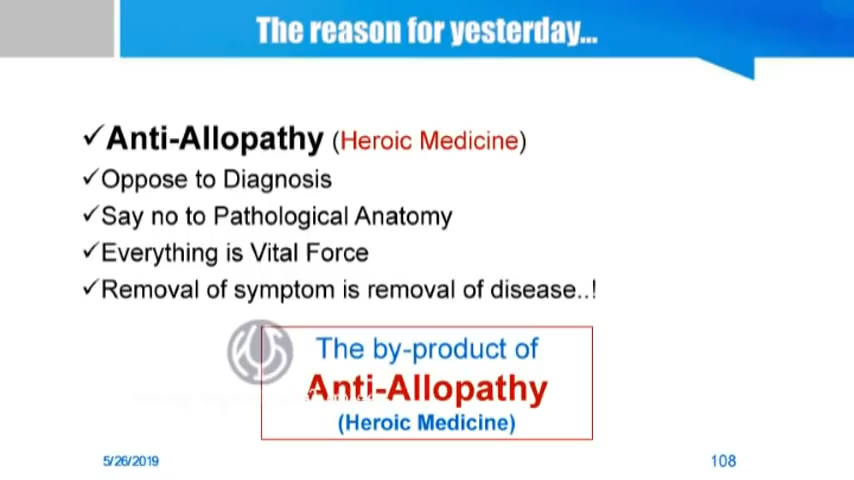 The reason for yesterday...
✓Anti-Allopathy (Heroic Medicine)
✓Oppose to Diagnosis
✓Say no to Pathological Anatomy
✓Everything is Vital Force
✓Removal of symptom is removal of disease..!
The by-product of
Anti-Allopathy
(Heroic Medicine)
5/26/2019
108